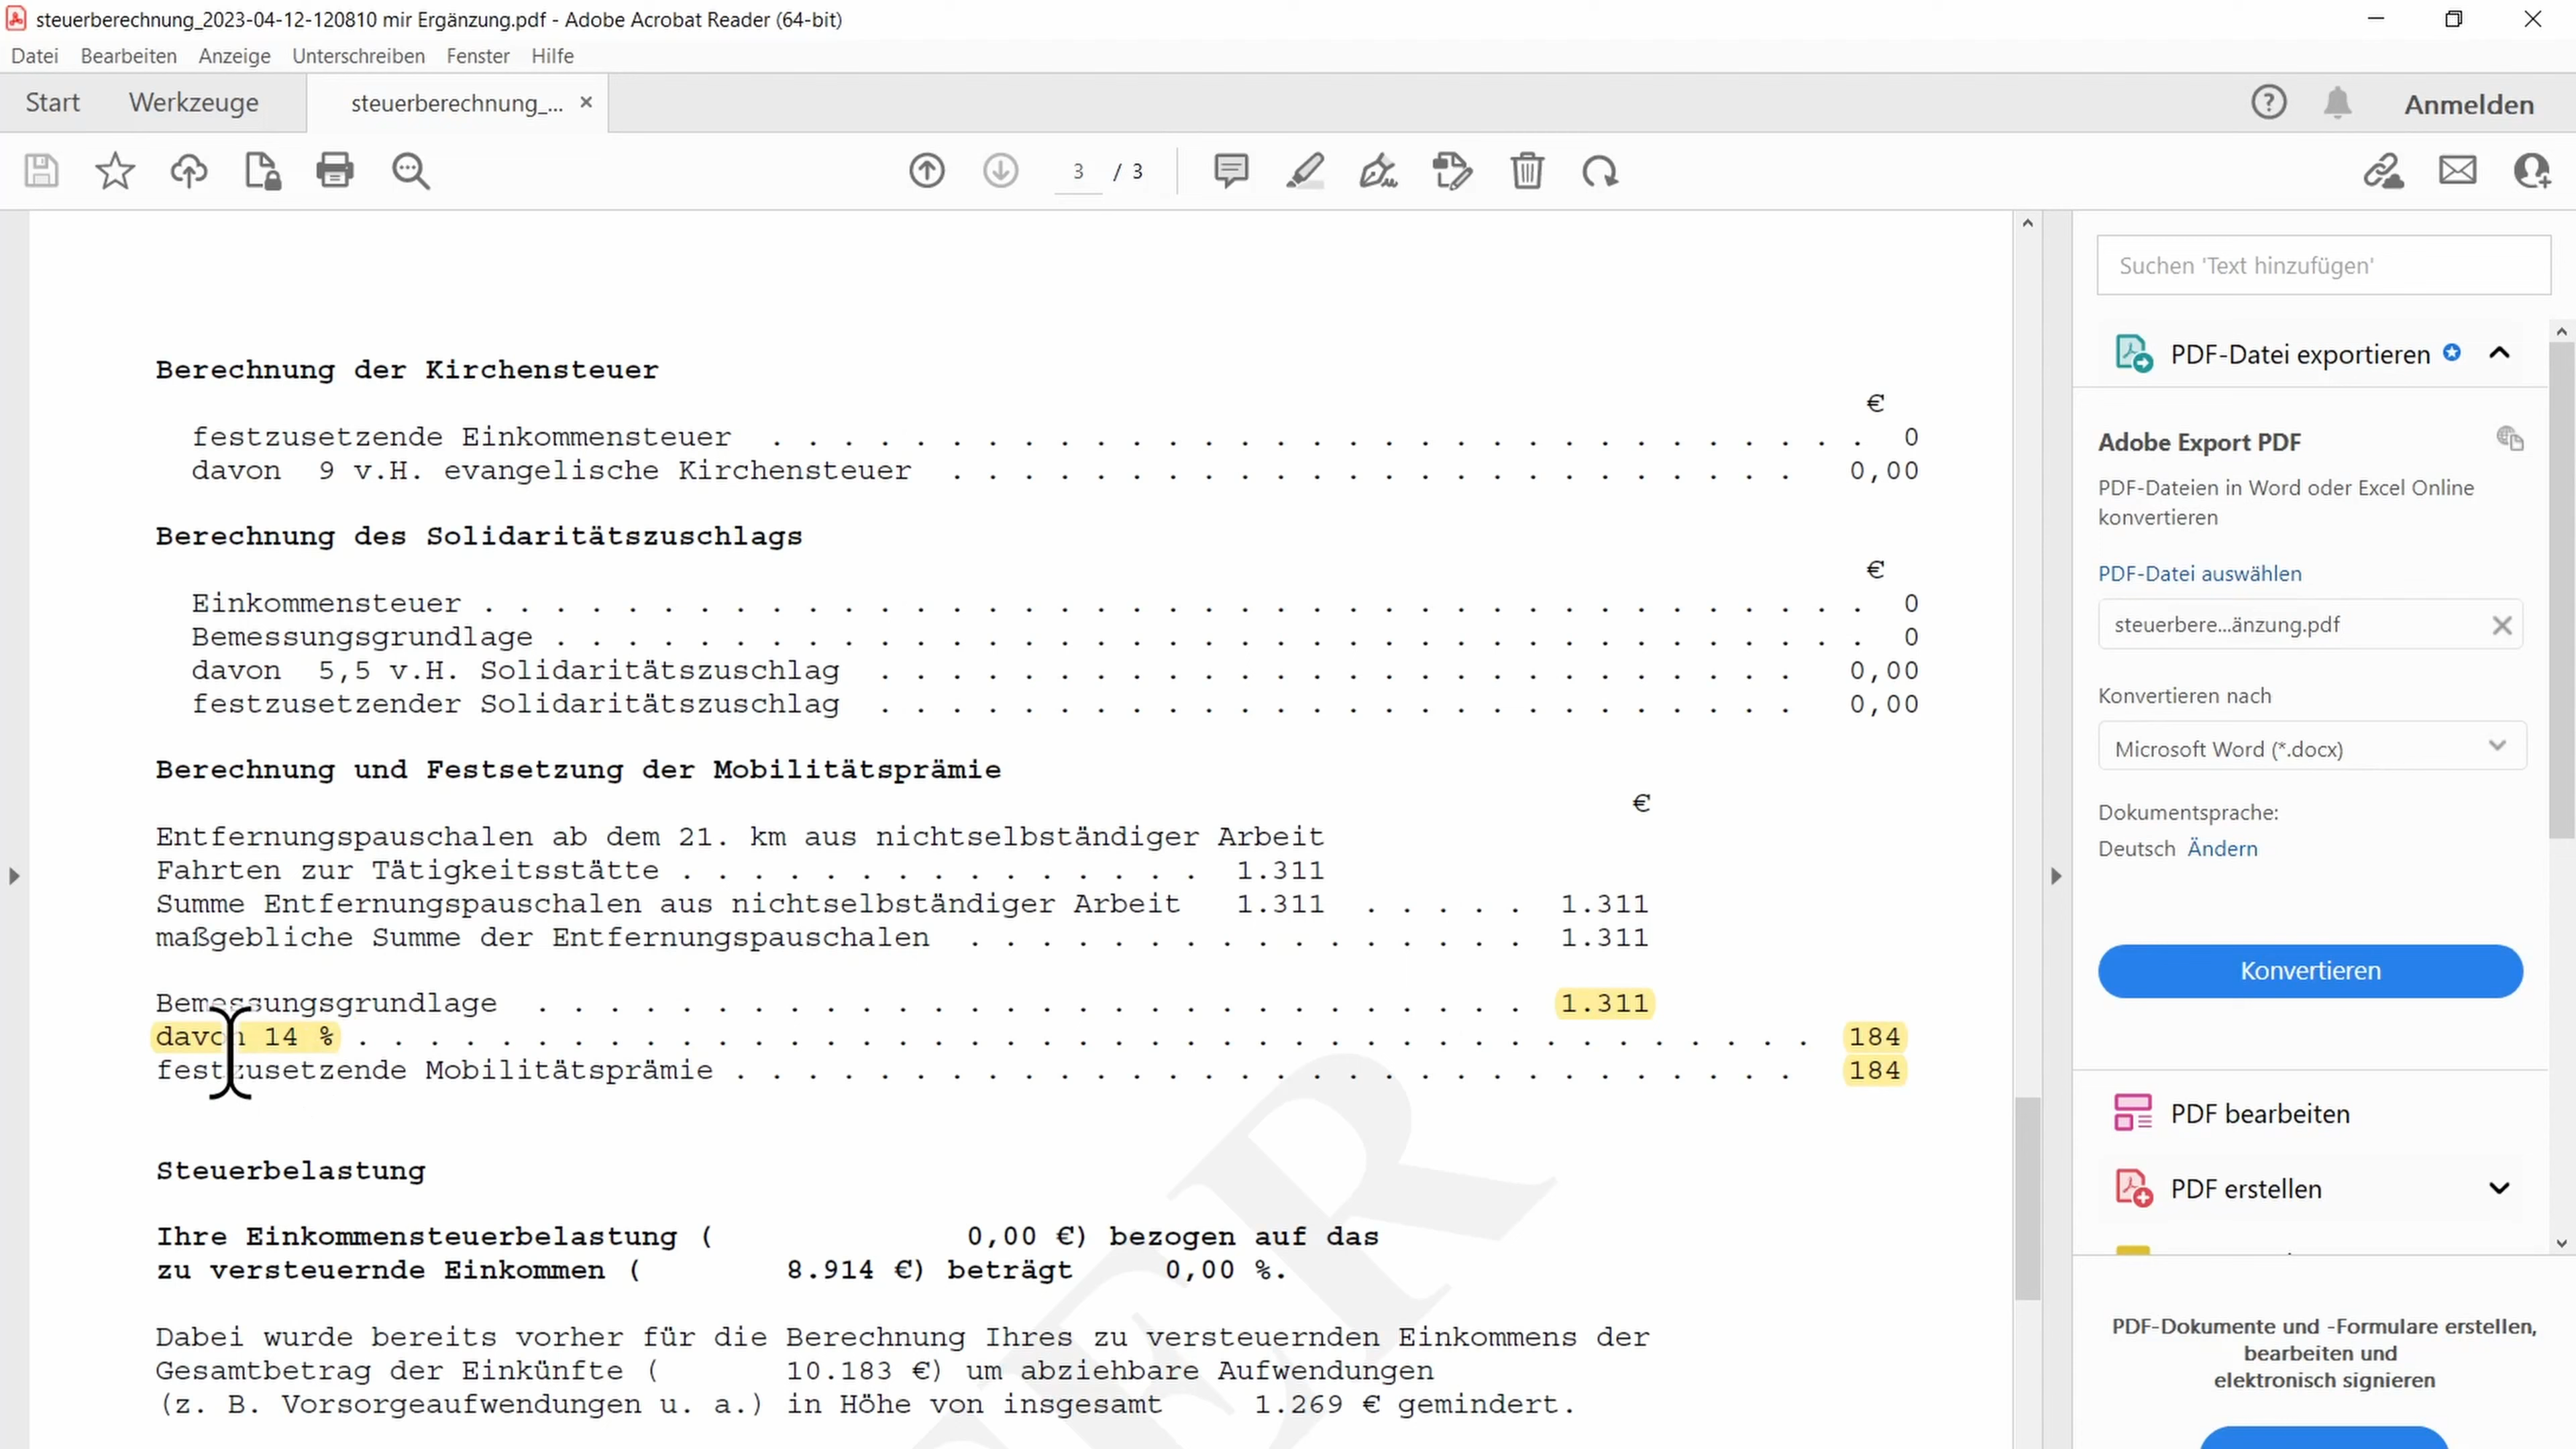 steuerberechnung_2023-04-12-120810 mir Ergänzung.pdf - Adobe Acrobat Reader (64-bit)
Datei Bearbeiten Anzeige Unterschreiben Fenster Hilfe
Start Werkzeuge steuerberechnung_... Anmelden
3 / 3
Berechnung der Kirchensteuer
€
festzusetzende Einkommensteuer . . . . . . . . . . . . . . . . . . . . . . . . . . . . . . . 0
davon 9 v.H. evangelische Kirchensteuer . . . . . . . . . . . . . . . . . . . . . . . . 0,00
Berechnung des Solidaritätszuschlags
€
Einkommensteuer . . . . . . . . . . . . . . . . . . . . . . . . . . . . . . . . . . . . . . . 0
Bemessungsgrundlage . . . . . . . . . . . . . . . . . . . . . . . . . . . . . . . . . . . . . 0
davon 5,5 v.H. Solidaritätszuschlag . . . . . . . . . . . . . . . . . . . . . . . . . . 0,00
festzusetzender Solidaritätszuschlag . . . . . . . . . . . . . . . . . . . . . . . . . . 0,00
Berechnung und Festsetzung der Mobilitätsprämie
€
Entfernungspauschalen ab dem 21. km aus nichtselbständiger Arbeit
Fahrten zur Tätigkeitsstätte . . . . . . . . . . . . . . . 1.311
Summe Entfernungspauschalen aus nichtselbständiger Arbeit 1.311 . . . . . 1.311
maßgebliche Summe der Entfernungspauschalen . . . . . . . . . . . . . . . . 1.311
Bemessungsgrundlage . . . . . . . . . . . . . . . . . . . . . . . . . . . . 1.311
davon 14 % . . . . . . . . . . . . . . . . . . . . . . . . . . . . . . . . . . . . . . . . . 184
festzusetzende Mobilitätsprämie . . . . . . . . . . . . . . . . . . . . . . . . . . . . . . 184
Steuerbelastung
Ihre Einkommensteuerbelastung ( 0,00 €) bezogen auf das
zu versteuernde Einkommen ( 8.914 €) beträgt 0,00 %.
Dabei wurde bereits vorher für die Berechnung Ihres zu versteuernden Einkommens der
Gesamtbetrag der Einkünfte ( 10.183 €) um abziehbare Aufwendungen
(z. B. Vorsorgeaufwendungen u. a.) in Höhe von insgesamt 1.269 € gemindert.
ER
Suchen 'Text hinzufügen'
PDF-Datei exportieren
Adobe Export PDF
PDF-Dateien in Word oder Excel Online
konvertieren
PDF-Datei auswählen
steuerbere...änzung.pdf
Konvertieren nach
Microsoft Word (*.docx)
Dokumentsprache:
Deutsch Ändern
Konvertieren
PDF bearbeiten
PDF erstellen
PDF-Dokumente und -Formulare erstellen,
bearbeiten und
elektronisch signieren